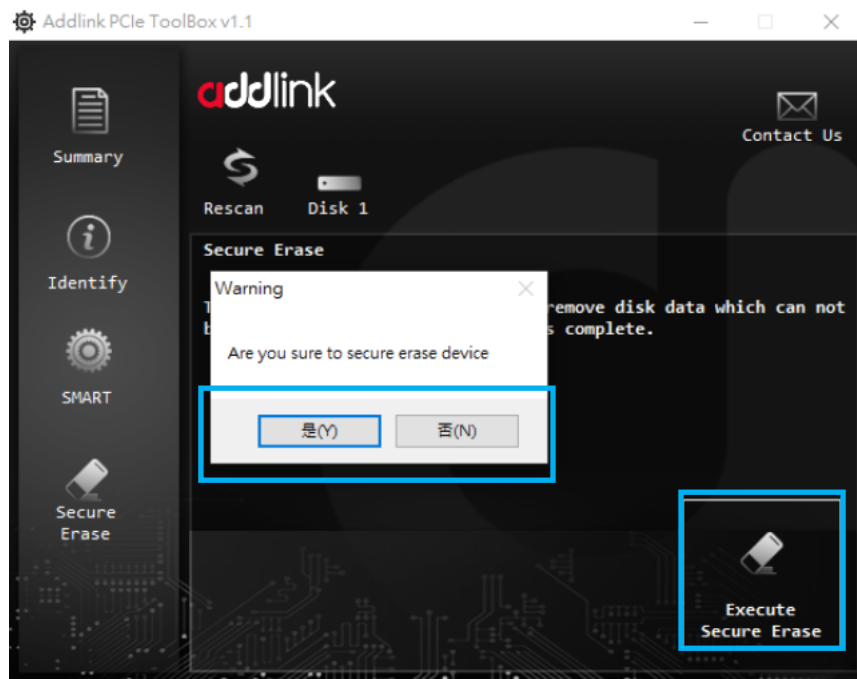 Addlink PCIe ToolBox v1.1
addlink
Contact Us
Summary
Rescan
Disk 1
Identify
Secure Erase
Warning
remove disk data which can not
s complete.
Are you sure to secure erase device
是(Y)
否(N)
SMART
Secure
Erase
Execute
Secure Erase